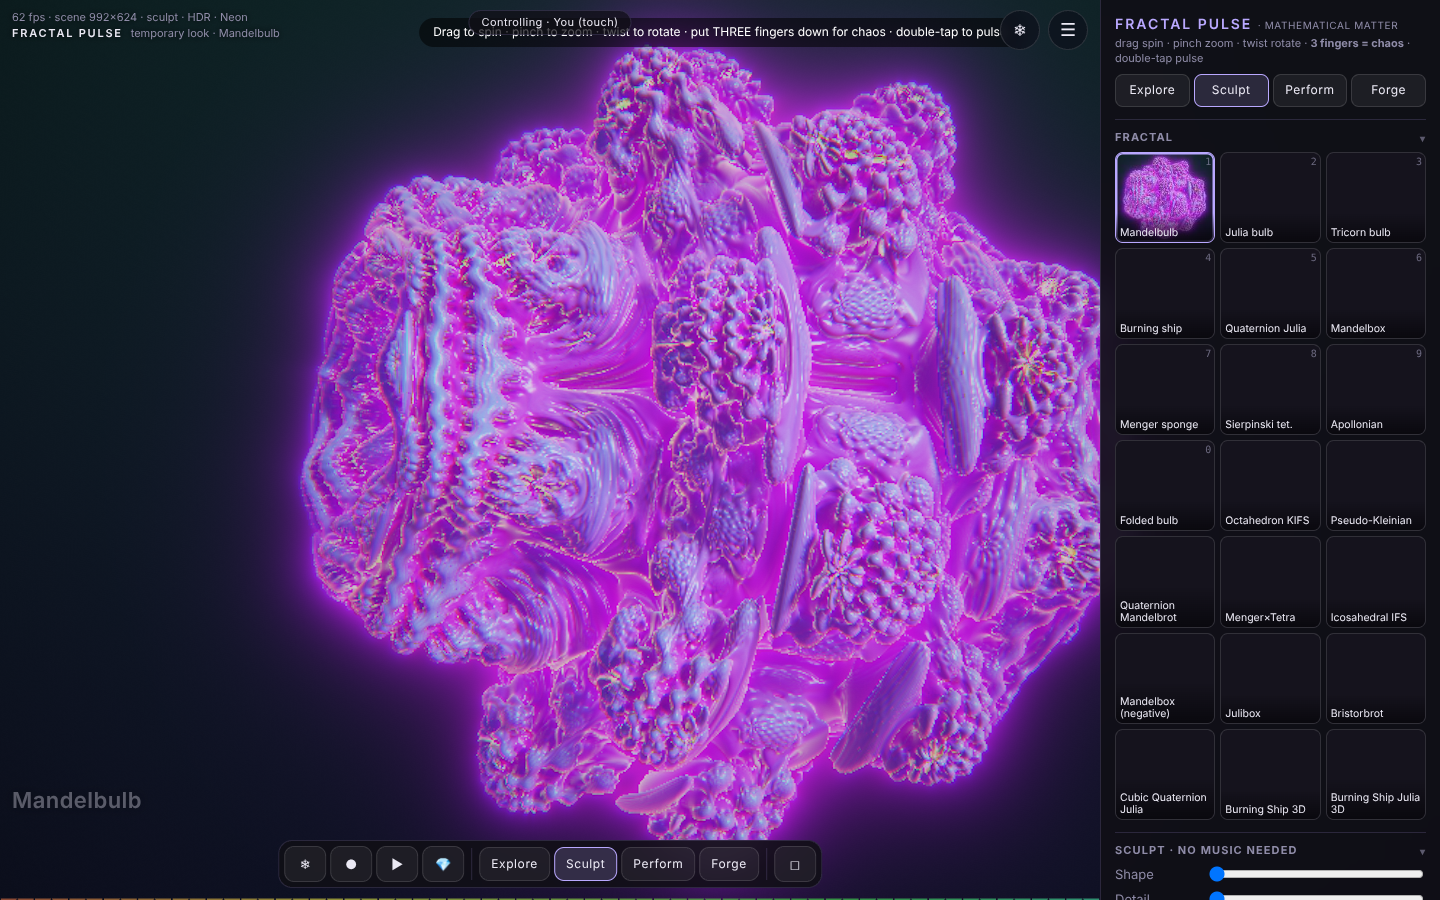 62 fps · scene 992×624 · sculpt · HDR · Neon
FRACTAL PULSE temporary look · Mandelbulb
Controlling · You (touch)
Drag to spin · pinch to zoom · twist to rotate · put THREE fingers down for chaos · double-tap to puls
❄
☰
FRACTAL PULSE · MATHEMATICAL MATTER
drag spin · pinch zoom · twist rotate · 3 fingers = chaos ·
double-tap pulse
Explore
Sculpt
Perform
Forge
FRACTAL
1
Mandelbulb
2
Julia bulb
3
Tricorn bulb
4
Burning ship
5
Quaternion Julia
6
Mandelbox
7
Menger sponge
8
Sierpinski tet.
9
Apollonian
0
Folded bulb
Octahedron KIFS
Pseudo-Kleinian
Quaternion
Mandelbrot
Menger×Tetra
Icosahedral IFS
Mandelbox
(negative)
Julibox
Bristorbrot
Cubic Quaternion
Julia
Burning Ship 3D
Burning Ship Julia
3D
SCULPT · NO MUSIC NEEDED
Shape
Detail
Mandelbulb
Explore
Sculpt
Perform
Forge